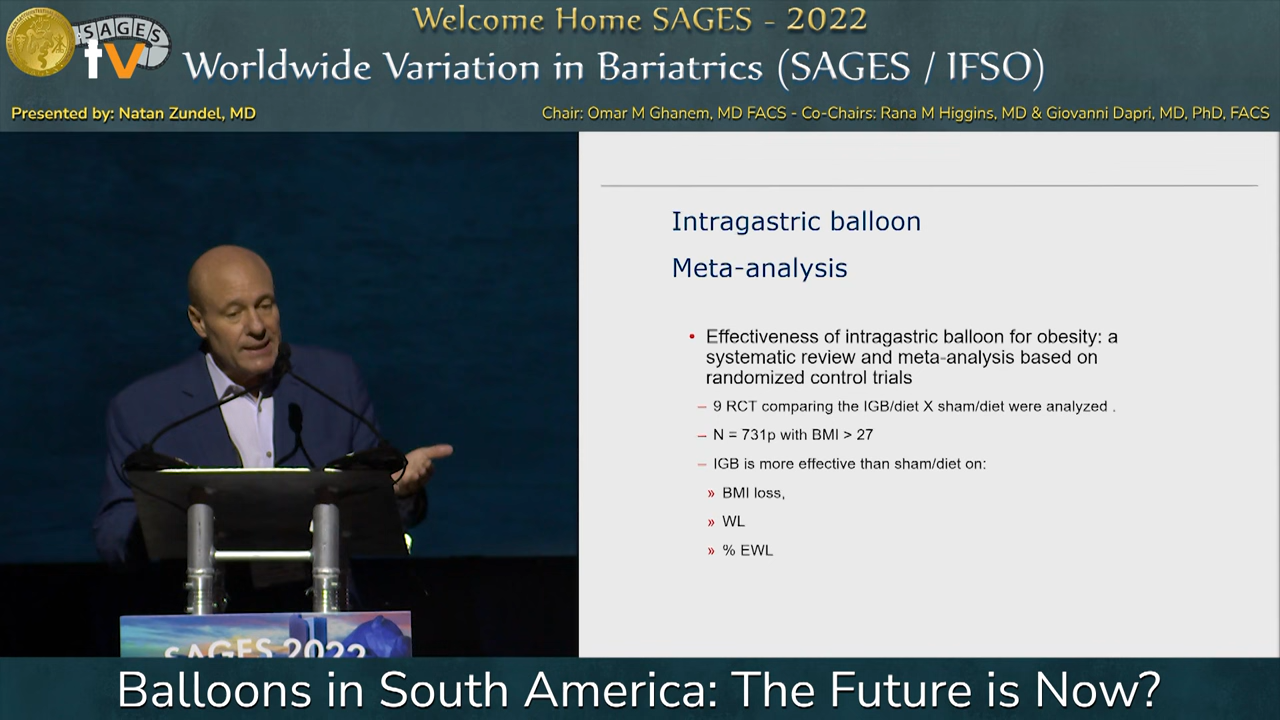 Welcome Home SAGES - 2022
SAGES
tv
Worldwide Variation in Bariatrics (SAGES / IFSO)
Presented by: Natan Zundel, MD
Chair: Omar M Ghanem, MD FACS - Co-Chairs: Rana M Higgins, MD & Giovanni Dapri, MD, PhD, FACS
Intragastric balloon
Meta-analysis
• Effectiveness of intragastric balloon for obesity: a
systematic review and meta-analysis based on
randomized control trials
– 9 RCT comparing the IGB/diet X sham/diet were analyzed .
– N = 731p with BMI > 27
– IGB is more effective than sham/diet on:
» BMI loss,
» WL
» % EWL
SAGES 2022
Balloons in South America: The Future is Now?